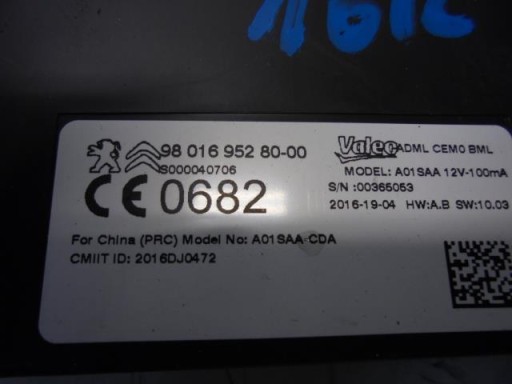 98 016 952 80-00
S000040706
CE 0682
Valeo ADML CEM0 BML
MODEL: A01SAA 12V-100mA
S/N :00365053
2016-19-04 HW:A.B SW:10.03
For China (PRC) Model No: A01SAA CDA
CMIIT ID: 2016DJ0472